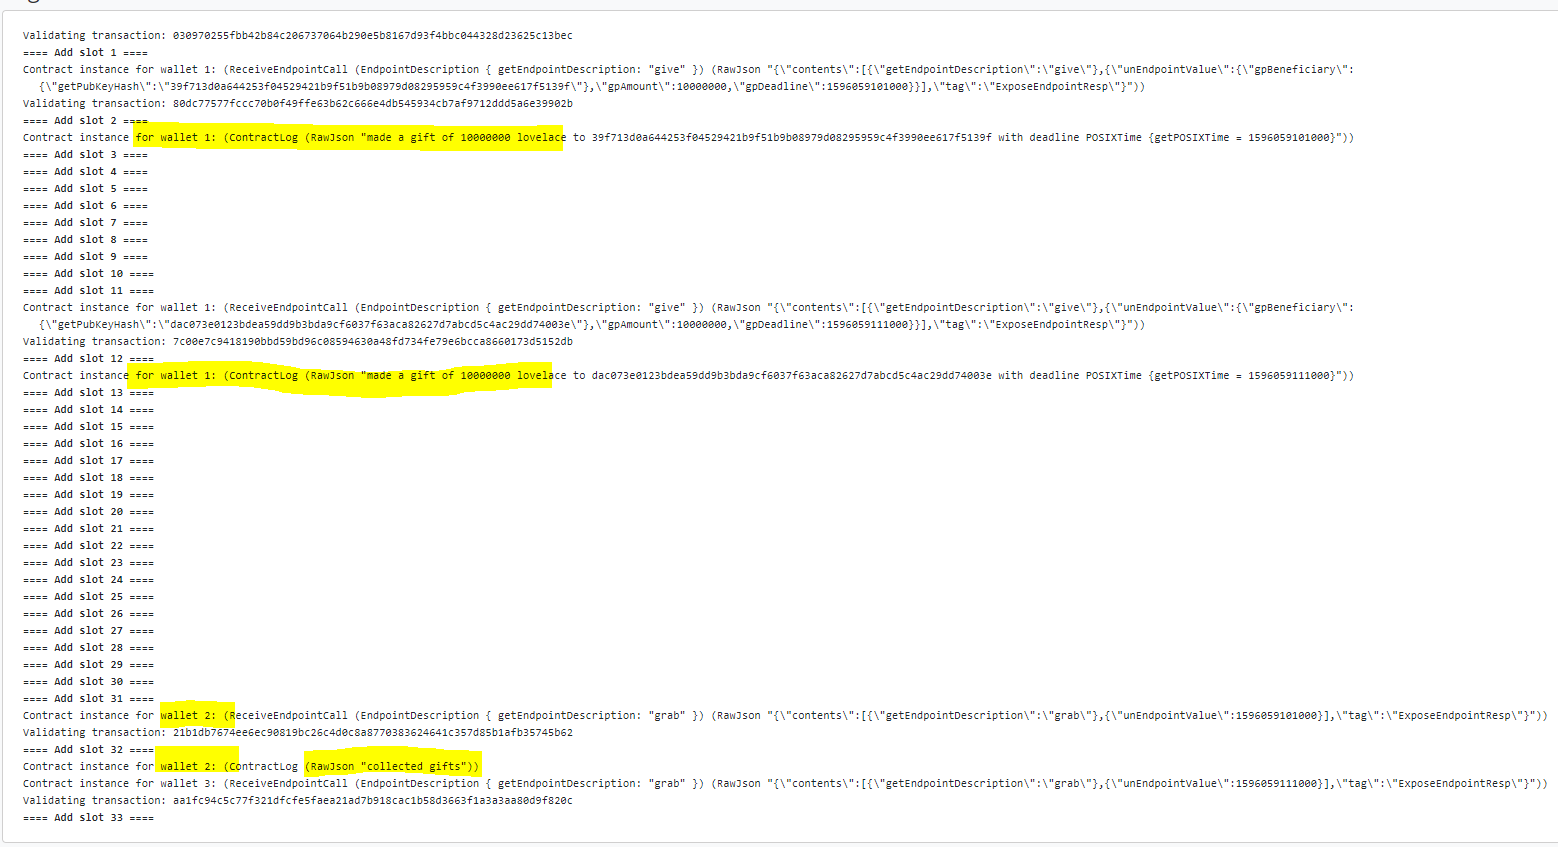 Validating transaction: 030970255fbb42b84c206737064b290e5b8167d93f4bbc044328d23625c13bec
==== Add slot 1 ====
Contract instance for wallet 1: (ReceiveEndpointCall (EndpointDescription { getEndpointDescription: "give" }) (RawJson "{\"contents\":[{\"getEndpointDescription\":\"give\"},{\"unEndpointValue\":{\"gpBeneficiary\":
{\"getPubKeyHash\":\"39f713d0a644253f04529421b9f51b9b08979d08295959c4f3990ee617f5139f\"},\"gpAmount\":10000000,\"gpDeadline\":1596059101000}}],\"tag\":\"ExposeEndpointResp\"}"))
Validating transaction: 80dc77577fccc70b0f49ffe63b62c666e4db545934cb7af9712ddd5a6e39902b
==== Add slot 2 ====
Contract instance for wallet 1: (ContractLog (RawJson "made a gift of 10000000 lovelace to 39f713d0a644253f04529421b9f51b9b08979d08295959c4f3990ee617f5139f with deadline POSIXTime {getPOSIXTime = 1596059101000}"))
==== Add slot 3 ====
==== Add slot 4 ====
==== Add slot 5 ====
==== Add slot 6 ====
==== Add slot 7 ====
==== Add slot 8 ====
==== Add slot 9 ====
==== Add slot 10 ====
==== Add slot 11 ====
Contract instance for wallet 1: (ReceiveEndpointCall (EndpointDescription { getEndpointDescription: "give" }) (RawJson "{\"contents\":[{\"getEndpointDescription\":\"give\"},{\"unEndpointValue\":{\"gpBeneficiary\":
{\"getPubKeyHash\":\"dac073e0123bdea59dd9b3bda9cf6037f63aca82627d7abcd5c4ac29dd74003e\"},\"gpAmount\":10000000,\"gpDeadline\":1596059111000}}],\"tag\":\"ExposeEndpointResp\"}"))
Validating transaction: 7c00e7c9418190bbd59bd96c08594630a48fd734fe79e6bcca8660173d5152db
==== Add slot 12 ====
Contract instance for wallet 1: (ContractLog (RawJson "made a gift of 10000000 lovelace to dac073e0123bdea59dd9b3bda9cf6037f63aca82627d7abcd5c4ac29dd74003e with deadline POSIXTime {getPOSIXTime = 1596059111000}"))
==== Add slot 13 ====
==== Add slot 14 ====
==== Add slot 15 ====
==== Add slot 16 ====
==== Add slot 17 ====
==== Add slot 18 ====
==== Add slot 19 ====
==== Add slot 20 ====
==== Add slot 21 ====
==== Add slot 22 ====
==== Add slot 23 ====
==== Add slot 24 ====
==== Add slot 25 ====
==== Add slot 26 ====
==== Add slot 27 ====
==== Add slot 28 ====
==== Add slot 29 ====
==== Add slot 30 ====
==== Add slot 31 ====
Contract instance for wallet 2: (ReceiveEndpointCall (EndpointDescription { getEndpointDescription: "grab" }) (RawJson "{\"contents\":[{\"getEndpointDescription\":\"grab\"},{\"unEndpointValue\":1596059101000}],\"tag\":\"ExposeEndpointResp\"}"))
Validating transaction: 21b1db7674ee6ec90819bc26c4d0c8a8770383624641c357d85b1afb35745b62
==== Add slot 32 ====
Contract instance for wallet 2: (ContractLog (RawJson "collected gifts"))
Contract instance for wallet 3: (ReceiveEndpointCall (EndpointDescription { getEndpointDescription: "grab" }) (RawJson "{\"contents\":[{\"getEndpointDescription\":\"grab\"},{\"unEndpointValue\":1596059111000}],\"tag\":\"ExposeEndpointResp\"}"))
Validating transaction: aa1fc94c5c77f321dfcfe5faea21ad7b918cac1b58d3663f1a3a3aa80d9f820c
==== Add slot 33 ====